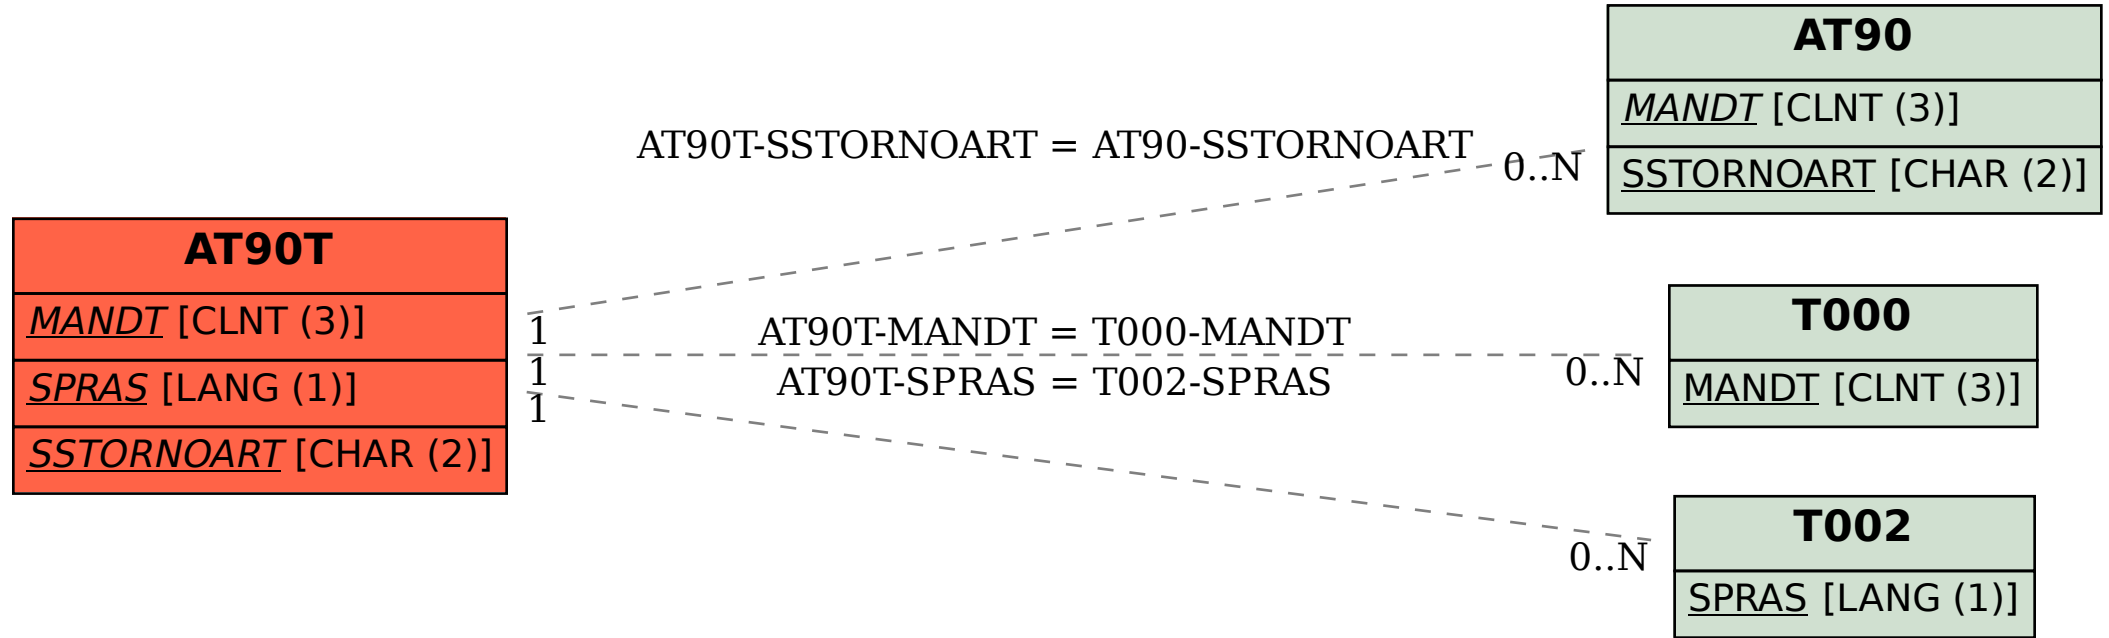 AT90T
MANDT [CLNT (3)]
SPRAS [LANG (1)]
SSTORNOART [CHAR (2)]
AT90T-SSTORNOART = AT90-SSTORNOART
0..N
1
AT90T-MANDT = T000-MANDT
0..N
1
AT90T-SPRAS = T002-SPRAS
0..N
1
AT90
MANDT [CLNT (3)]
SSTORNOART [CHAR (2)]
T000
MANDT [CLNT (3)]
T002
SPRAS [LANG (1)]